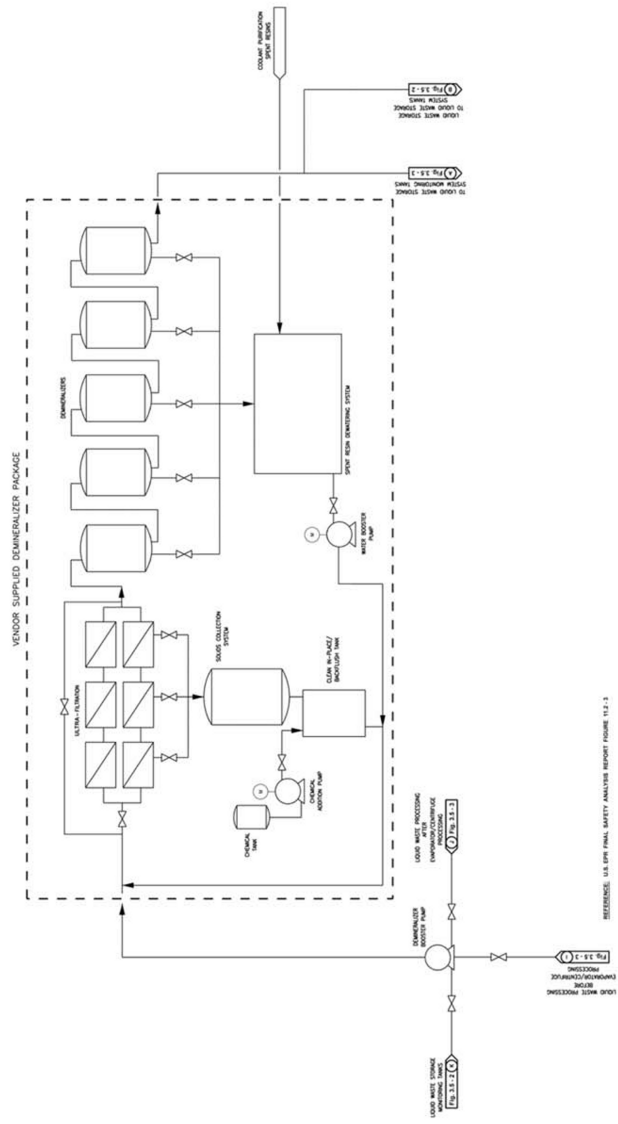 VENDOR SUPPLIED DEMINERALIZER PACKAGE
ULTRA-FILTRATION
DEMINERALIZERS
COOLANT PURIFICATION
SPENT RESINS
SOLIDS COLLECTION
SYSTEM
CHEMICAL
TANK
M
CHEMICAL
ADDITION PUMP
CLEAN IN-PLACE/
BACKFLUSH TANK
M
WATER BOOSTER
PUMP
SPENT RESIN DEWATERING SYSTEM
TO LIQUID WASTE STORAGE
SYSTEM MONITORING TANKS
A Fig. 3.5-3
LIQUID WASTE STORAGE
TO LIQUID WASTE STORAGE
SYSTEM TANKS
B Fig. 3.5-2
LIQUID WASTE STORAGE
MONITORING TANKS
Fig. 3.5-2 K
DEMINERALIZER
BOOSTER PUMP
LIQUID WASTE PROCESSING
AFTER
EVAPORATOR/CENTRIFUGE
PROCESSING
J Fig. 3.5-3
LIQUID WASTE PROCESSING
BEFORE
EVAPORATOR/CENTRIFUGE
PROCESSING
Fig. 3.5-3 I
REFERENCE: U.S. EPR FINAL SAFETY ANALYSIS REPORT FIGURE 11.2-3